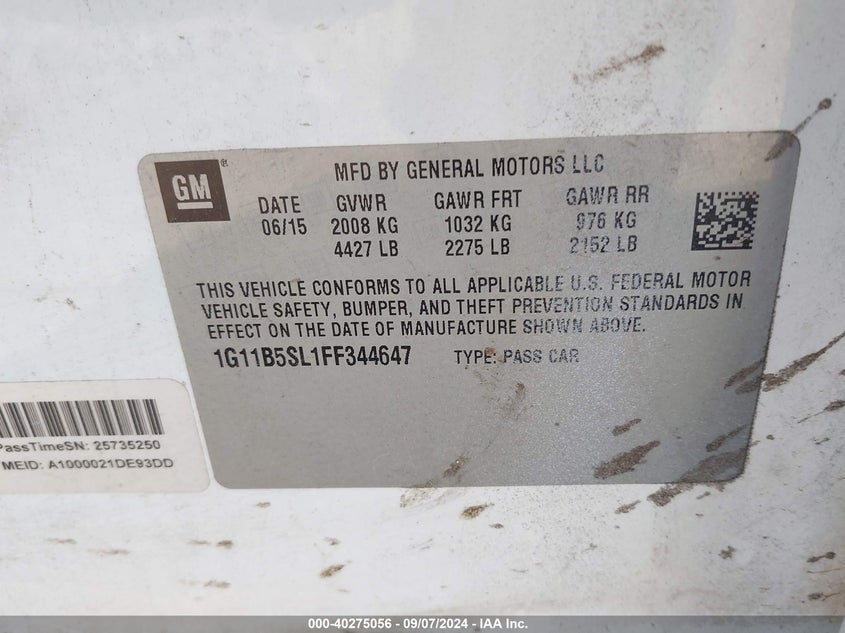 GM ®
MFD BY GENERAL MOTORS LLC
DATE GVWR GAWR FRT GAWR RR
06/15 2008 KG 1032 KG 976 KG
4427 LB 2275 LB 2152 LB
THIS VEHICLE CONFORMS TO ALL APPLICABLE U.S. FEDERAL MOTOR
VEHICLE SAFETY, BUMPER, AND THEFT PREVENTION STANDARDS IN
EFFECT ON THE DATE OF MANUFACTURE SHOWN ABOVE.
1G11B5SL1FF344647 TYPE: PASS CAR
PassTimeSN: 25735250
MEID: A1000021DE93DD
000-40275056 - 09/07/2024 - IAA Inc.